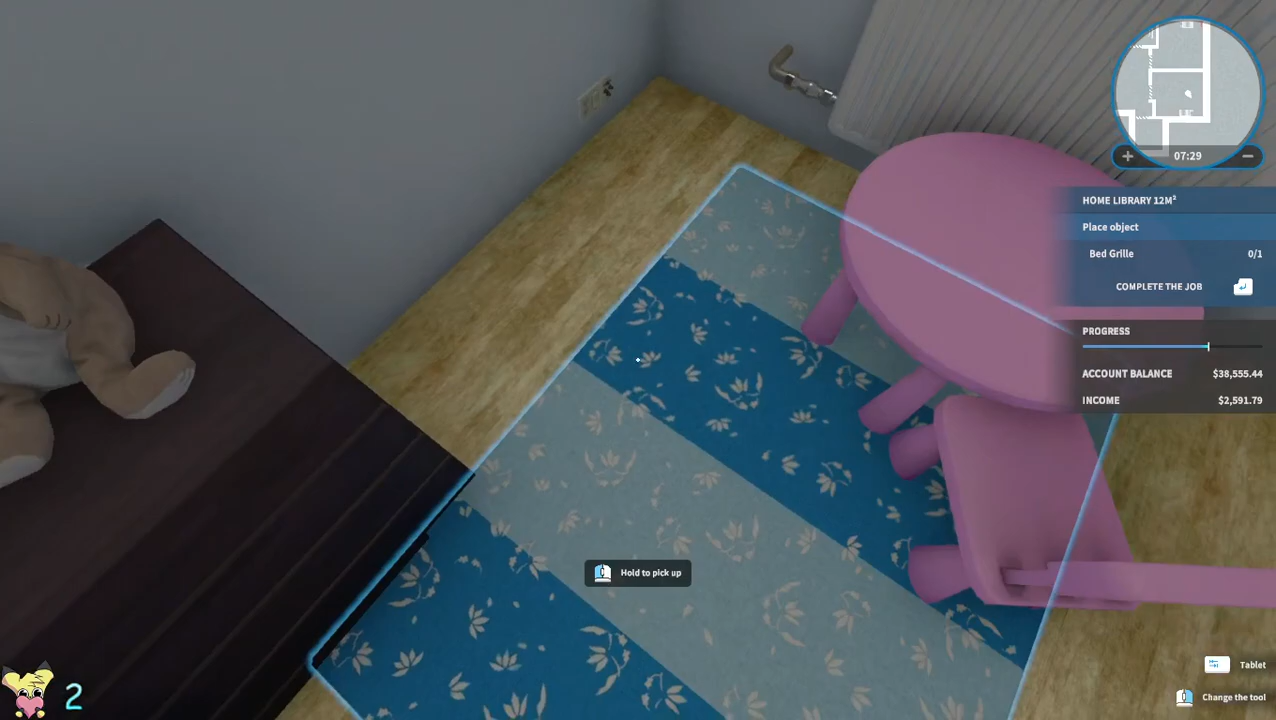 07:29
HOME LIBRARY 12M²
Place object
Bed Grille 0/1
COMPLETE THE JOB
PROGRESS
ACCOUNT BALANCE $38,555.44
INCOME $2,591.79
Hold to pick up
Tablet
Change the tool
2